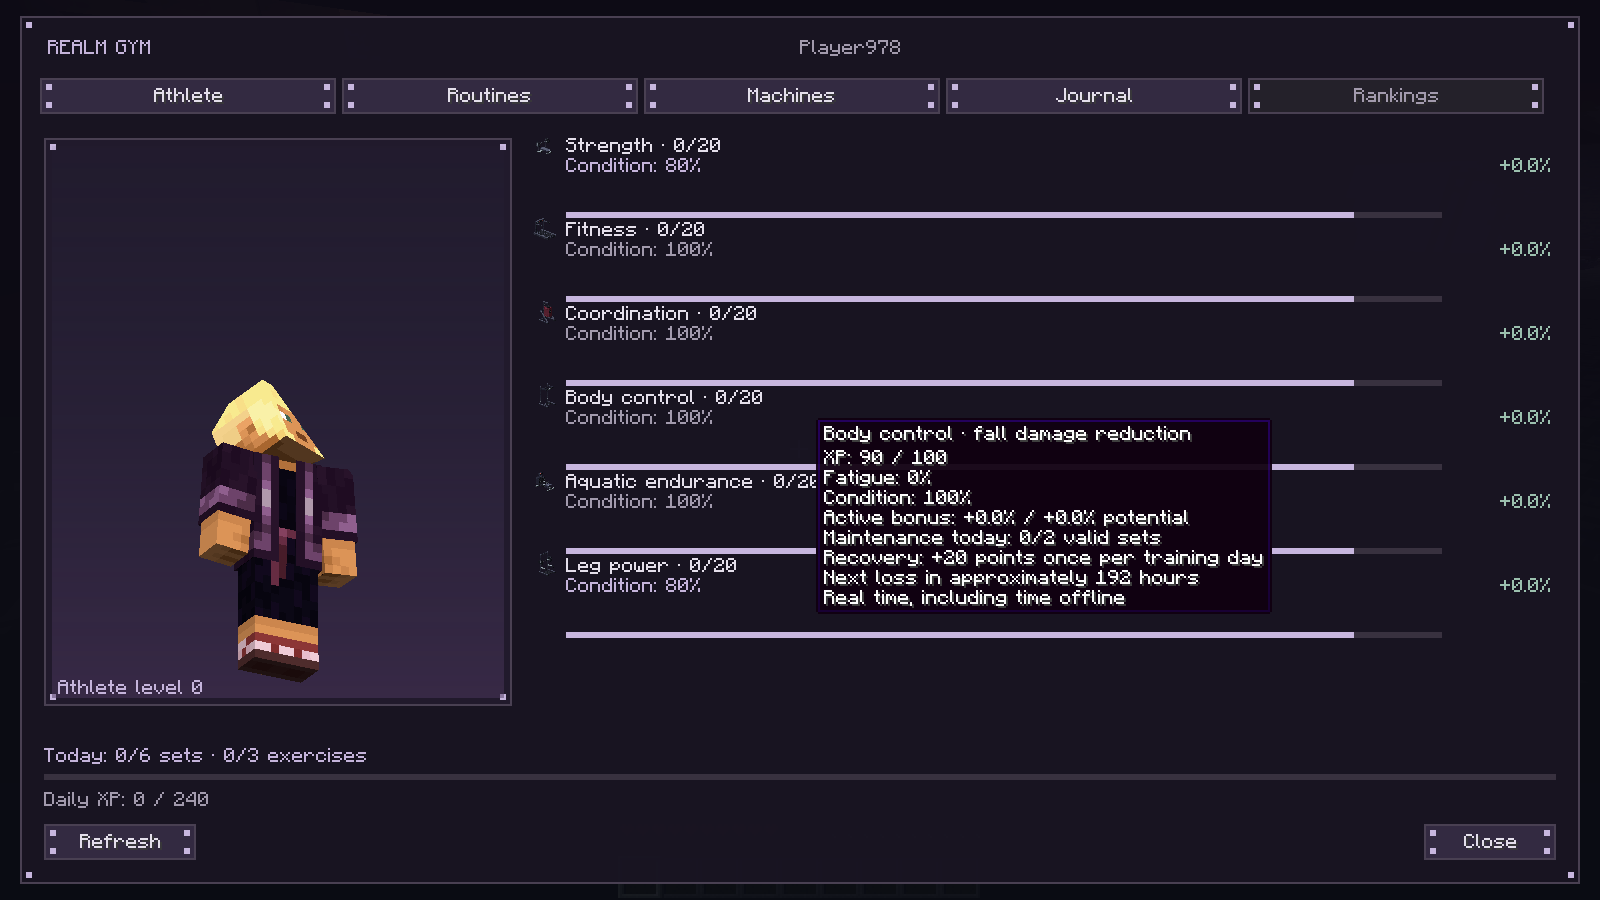 REALM GYM
Player978
Athlete
Routines
Machines
Journal
Rankings
Strength · 0/20
Condition: 80%
+0.0%
Fitness · 0/20
Condition: 100%
+0.0%
Coordination · 0/20
Condition: 100%
+0.0%
Body control · 0/20
Condition: 100%
+0.0%
Aquatic endurance · 0/20
Condition: 100%
+0.0%
Leg power · 0/20
Condition: 80%
+0.0%
Body control · fall damage reduction
XP: 90 / 100
Fatigue: 0%
Condition: 100%
Active bonus: +0.0% / +0.0% potential
Maintenance today: 0/2 valid sets
Recovery: +20 points once per training day
Next loss in approximately 192 hours
Real time, including time offline
Athlete level 0
Today: 0/6 sets · 0/3 exercises
Daily XP: 0 / 240
Refresh
Close